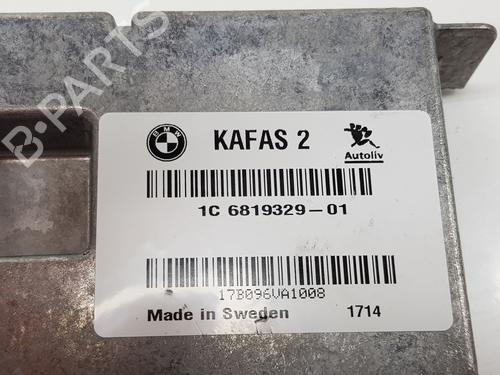 B-PARTS
BMW
KAFAS 2
Autoliv
1C 6819329-01
17B096VA1008
Made in Sweden 1714